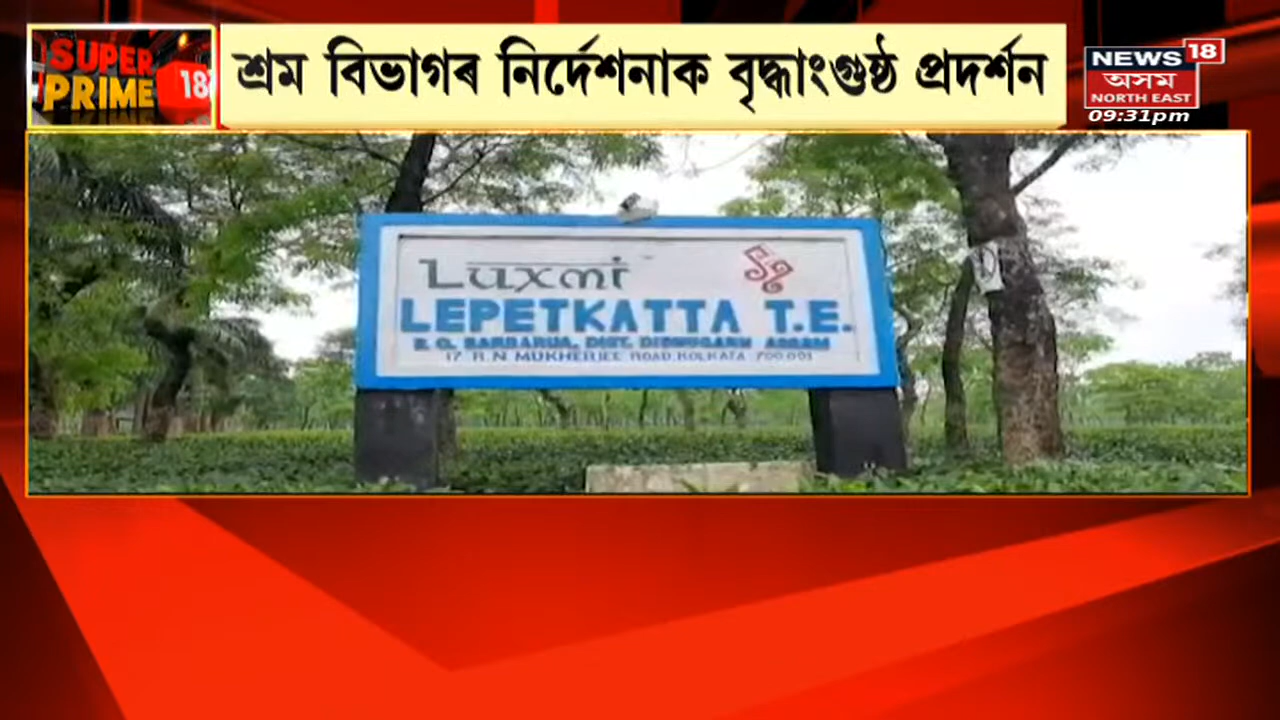 SUPER
PRIME 18
শ্ৰম বিভাগৰ নিৰ্দেশনাক বৃদ্ধাংগুষ্ঠ প্ৰদৰ্শন
NEWS 18
অসম
NORTH EAST
09:31pm
Luxmi
LEPETKATTA T.E.
P. O. BARBARUA, DIST. DIBRUGARH ASSAM
17 R.N MUKHERJEE ROAD KOLKATA 700 001